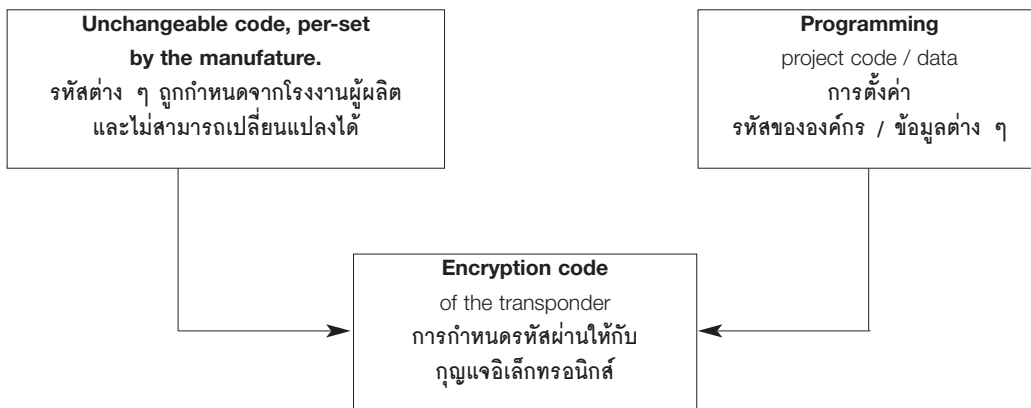 Unchangeable code, per-set
by the manufature.
รหัสต่าง ๆ ถูกกำหนดจากโรงงานผู้ผลิต
และไม่สามารถเปลี่ยนแปลงได้
Programming
project code / data
การตั้งค่า
รหัสขององค์กร / ข้อมูลต่าง ๆ
Encryption code
of the transponder
การกำหนดรหัสผ่านให้กับ
กุญแจอิเล็กทรอนิกส์